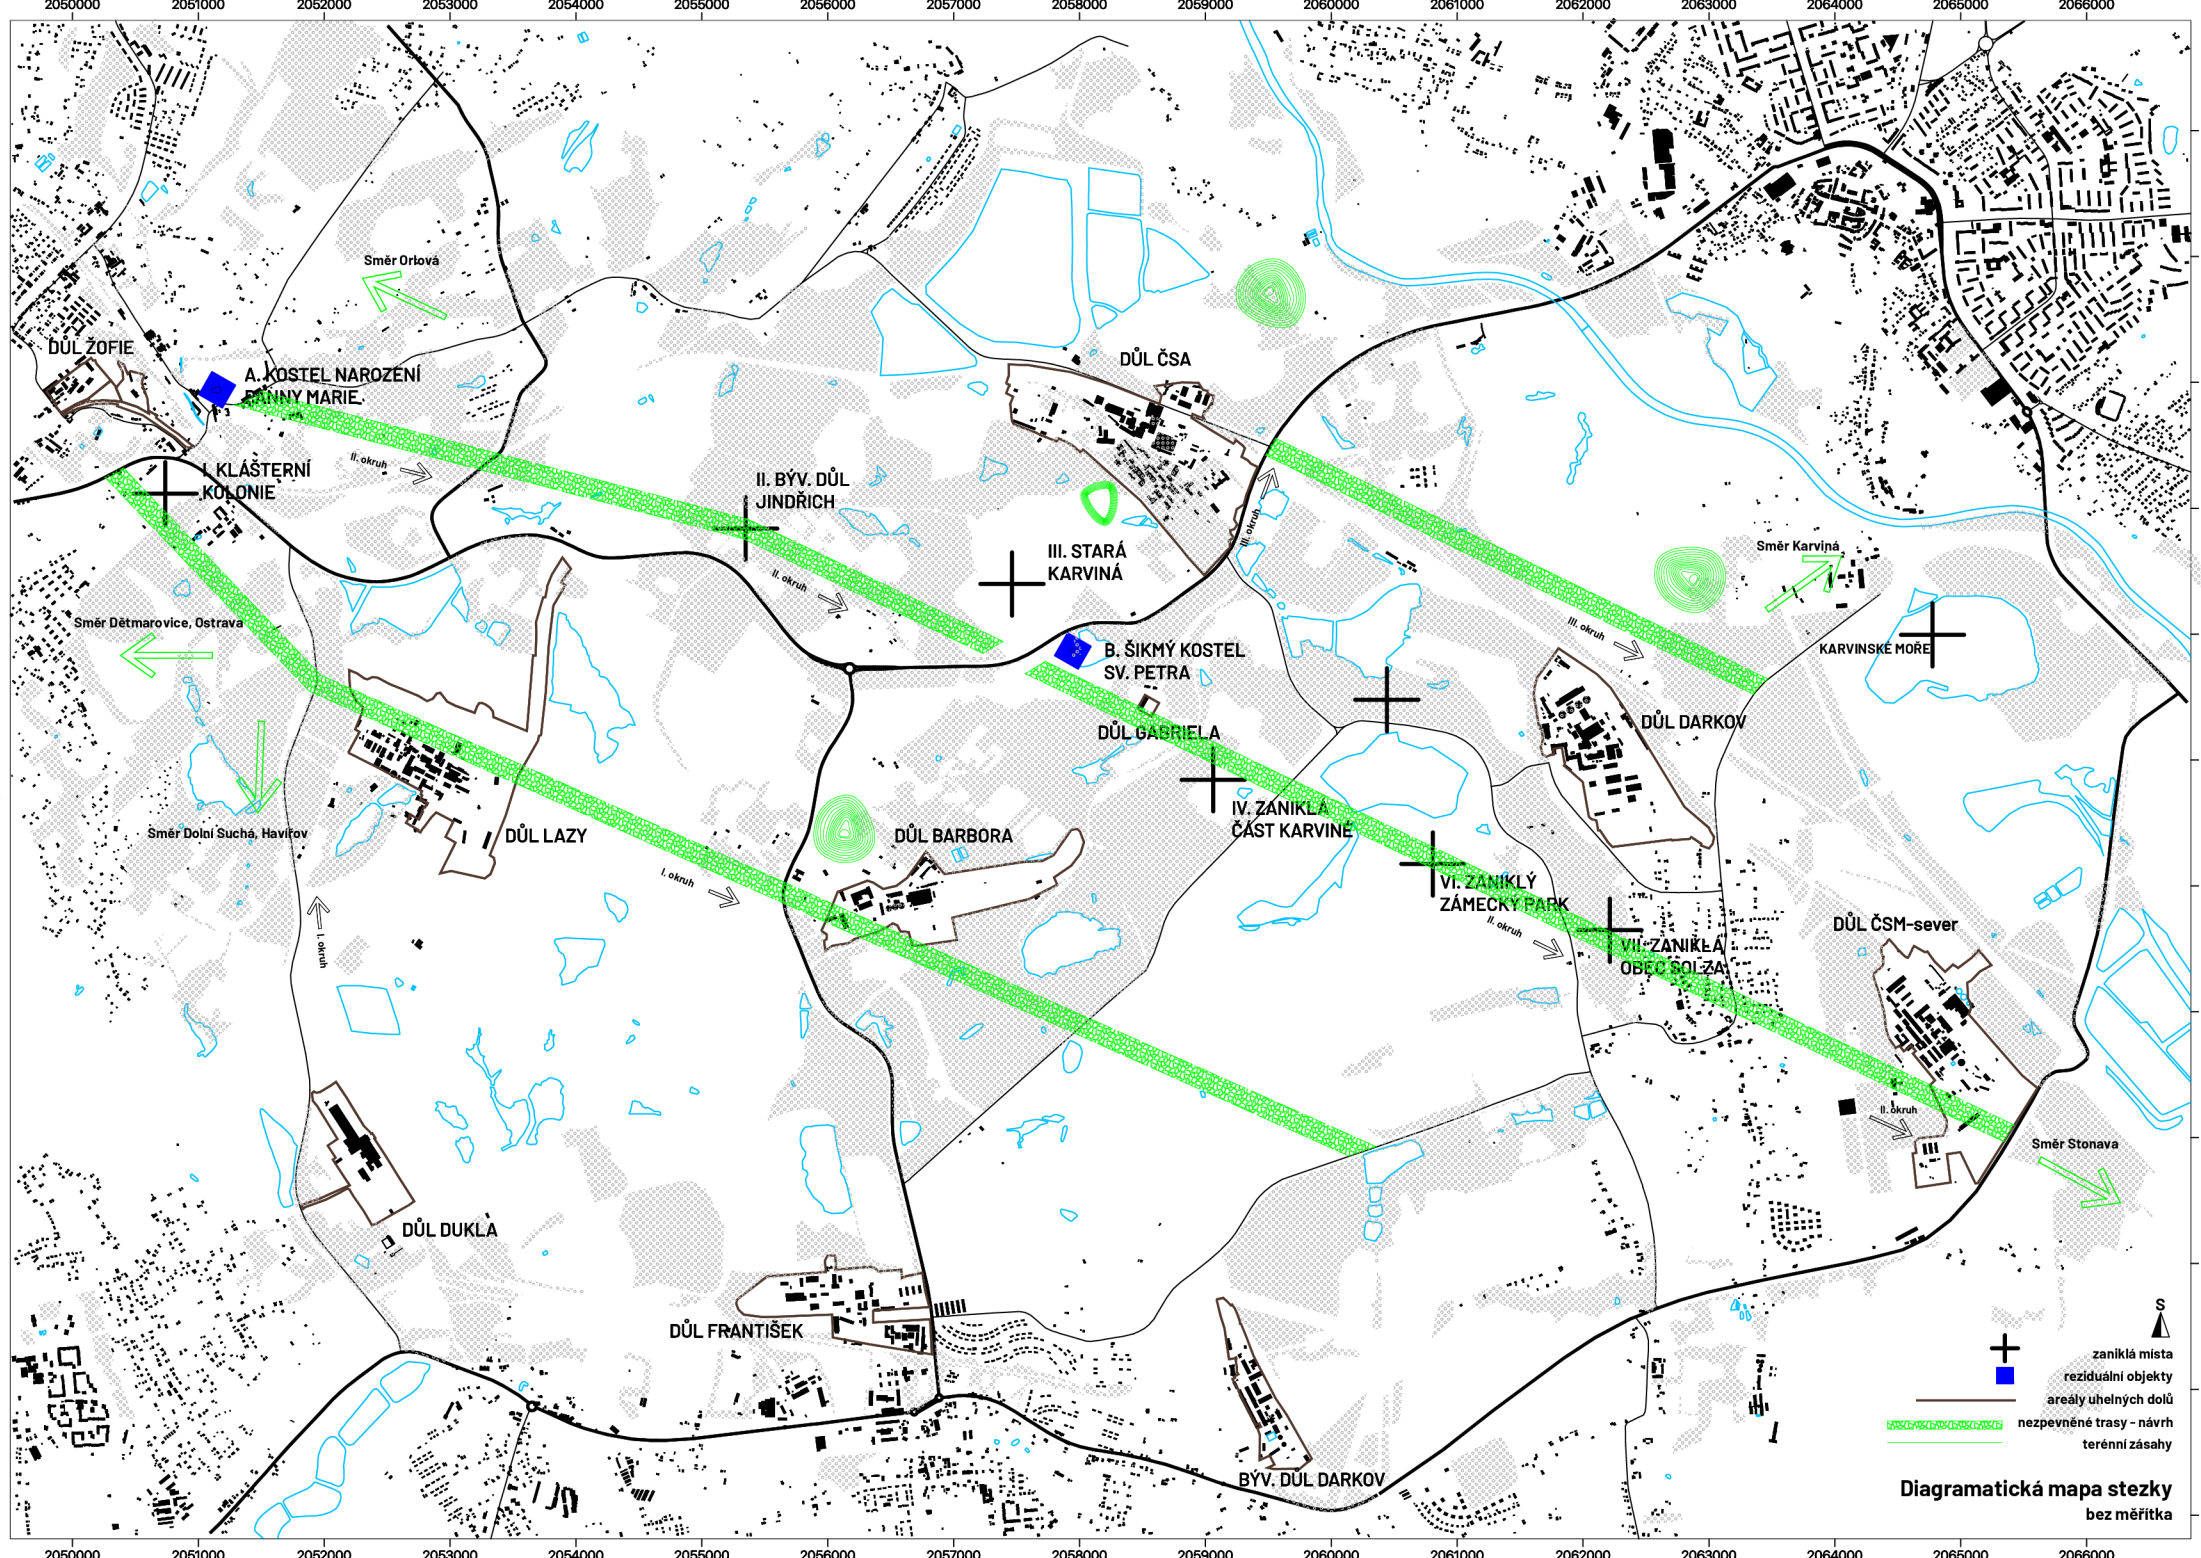 2050000 2051000 2052000 2053000 2054000 2055000 2056000 2057000 2058000 2059000 2060000 2061000 2062000 2063000 2064000 2065000 2066000
Směr Orlová
DŮL ŽOFIE
DŮL ČSA
A. KOSTEL NAROZENÍ
PANNY MARIE
II. okruh
I. KLÁŠTERNÍ
KOLONIE
II. BÝV. DŮL
JINDŘICH
III. okruh
III. STARÁ
KARVINÁ
Směr Karviná
II. okruh
Směr Dětmarovice, Ostrava
III. okruh
KARVINSKÉ MOŘE
B. ŠIKMÝ KOSTEL
SV. PETRA
DŮL GABRIELA
DŮL DARKOV
IV. ZANIKLÁ
ČÁST KARVINÉ
Směr Dolní Suchá, Havířov
DŮL LAZY
DŮL BARBORA
I. okruh
VI. ZANIKLÝ
ZÁMECKÝ PARK
II. okruh
DŮL ČSM-sever
I. okruh
VII. ZANIKLÁ
OBEC SOLZA
II. okruh
Směr Stonava
DŮL DUKLA
DŮL FRANTIŠEK
BÝV. DŮL DARKOV
S
zaniklá místa
reziduální objekty
areály uhelných dolů
nezpevněné trasy - návrh
terénní zásahy
Diagramatická mapa stezky
bez měřítka
2050000 2051000 2052000 2053000 2054000 2055000 2056000 2057000 2058000 2059000 2060000 2061000 2062000 2063000 2064000 2065000 2066000